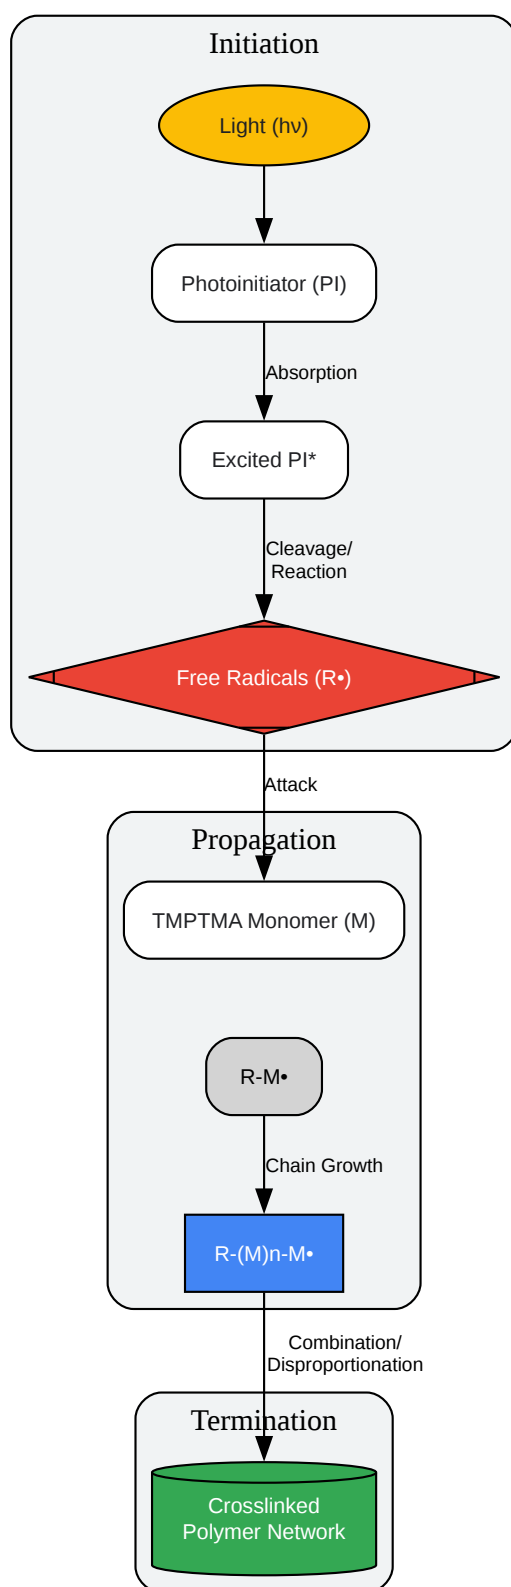 Initiation
Light (hν)
Photoinitiator (PI)
Absorption
Excited PI*
Cleavage/
Reaction
Free Radicals (R•)
Attack
Propagation
TMPTMA Monomer (M)
R-M•
Chain Growth
R-(M)n-M•
Combination/
Disproportionation
Termination
Crosslinked
Polymer Network